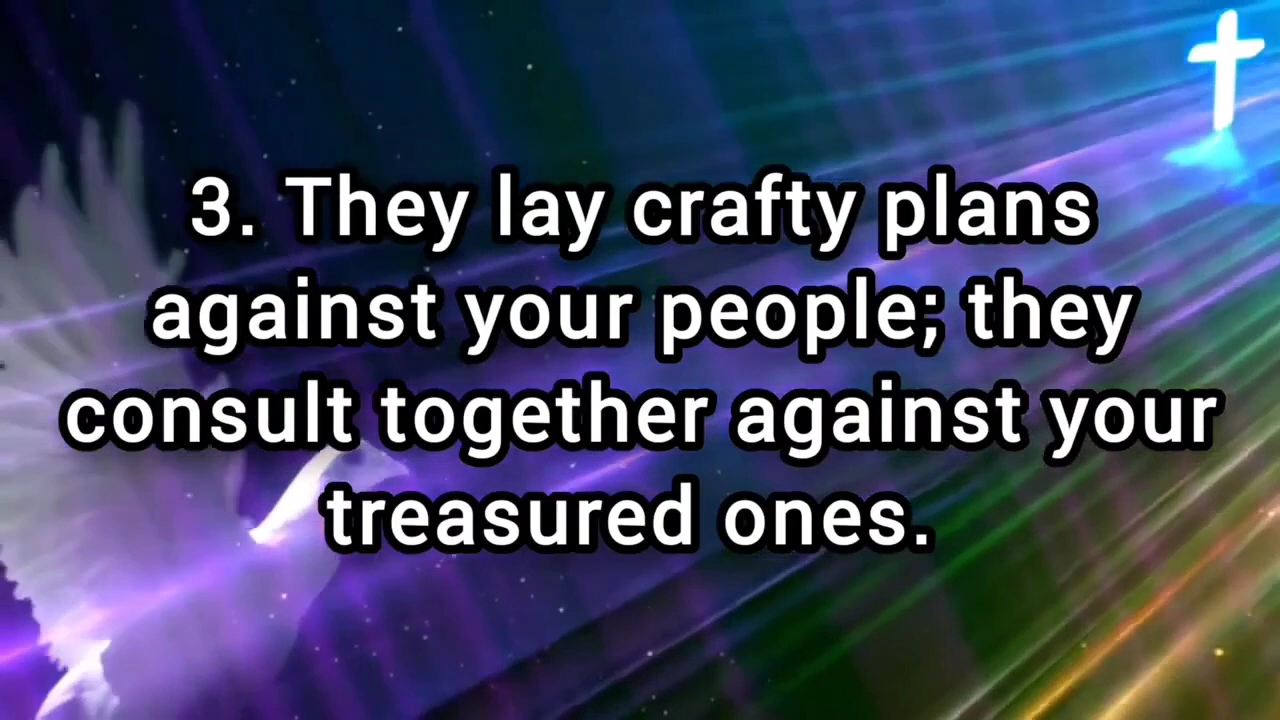 3. They lay crafty plans
against your people; they
consult together against your
treasured ones.